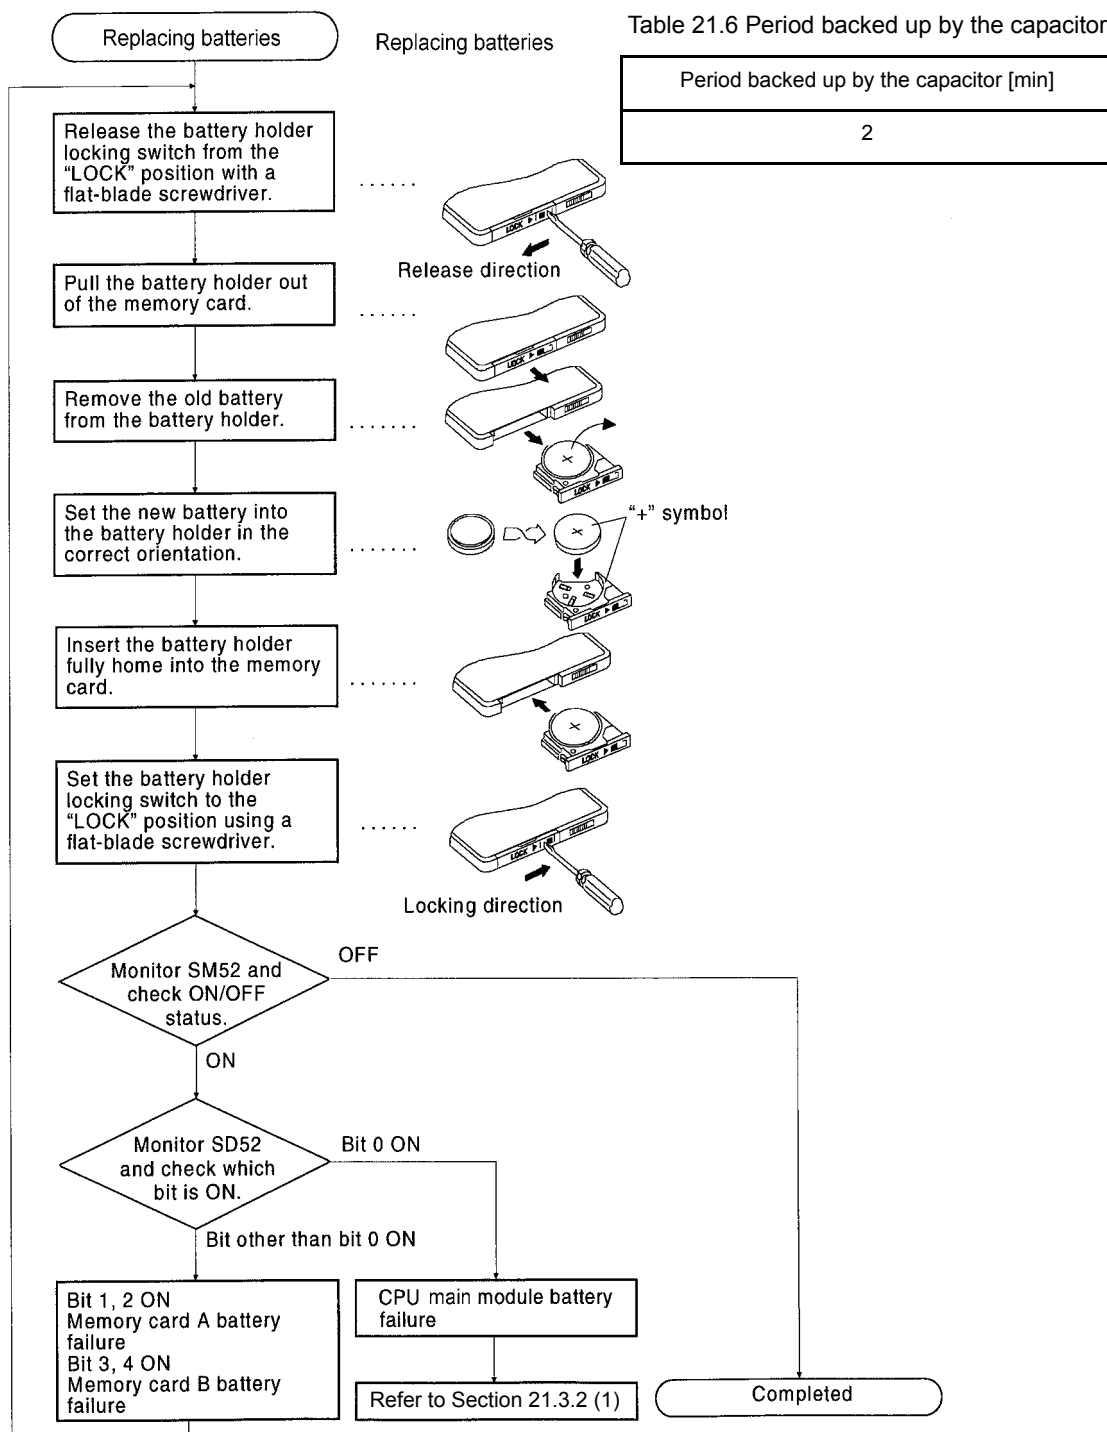 Replacing batteries
Replacing batteries
Table 21.6 Period backed up by the capacitor
Period backed up by the capacitor [min]
2
Release the battery holder
locking switch from the
“LOCK” position with a
flat-blade screwdriver.
......
LOCK
Release direction
Pull the battery holder out
of the memory card.
......
LOCK
Remove the old battery
from the battery holder.
.......
+
LOCK
Set the new battery into
the battery holder in the
correct orientation.
.......
+
“+” symbol
LOCK
Insert the battery holder
fully home into the memory
card.
.......
+
LOCK
Set the battery holder
locking switch to the
“LOCK” position using a
flat-blade screwdriver.
......
LOCK
Locking direction
Monitor SM52 and
check ON/OFF
status.
OFF
ON
Monitor SD52
and check which
bit is ON.
Bit 0 ON
Bit other than bit 0 ON
Bit 1, 2 ON
Memory card A battery
failure
Bit 3, 4 ON
Memory card B battery
failure
CPU main module battery
failure
Refer to Section 21.3.2 (1)
Completed